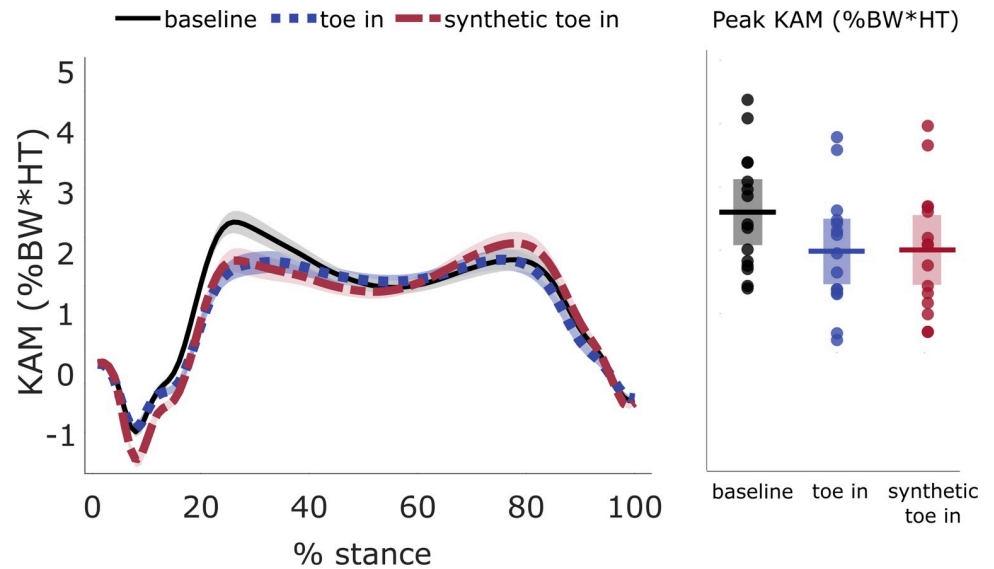 baseline toe in synthetic toe in
Peak KAM (%BW*HT)
KAM (%BW*HT)
5
4
3
2
1
0
-1
0 20 40 60 80 100
% stance
baseline toe in synthetic
toe in